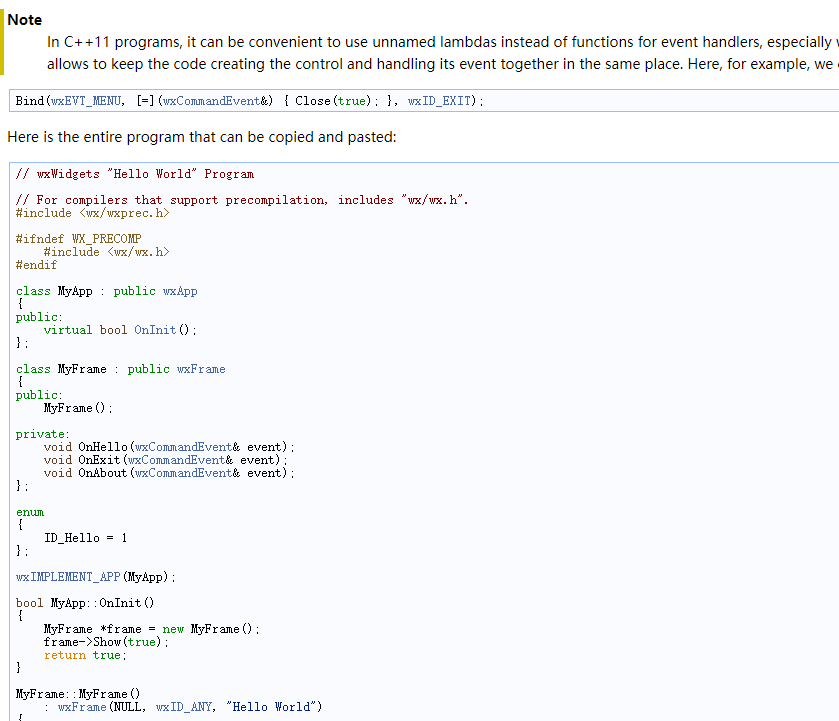 Note
In C++11 programs, it can be convenient to use unnamed lambdas instead of functions for event handlers, especially
allows to keep the code creating the control and handling its event together in the same place. Here, for example, we
Bind(wxEVT_MENU, [=](wxCommandEvent&) { Close(true); }, wxID_EXIT);
Here is the entire program that can be copied and pasted:
// wxWidgets "Hello World" Program
// For compilers that support precompilation, includes "wx/wx.h".
#include <wx/wxprec.h>
#ifndef WX_PRECOMP
    #include <wx/wx.h>
#endif
class MyApp : public wxApp
{
public:
    virtual bool OnInit();
};
class MyFrame : public wxFrame
{
public:
    MyFrame();
private:
    void OnHello(wxCommandEvent& event);
    void OnExit(wxCommandEvent& event);
    void OnAbout(wxCommandEvent& event);
};
enum
{
    ID_Hello = 1
};
wxIMPLEMENT_APP(MyApp);
bool MyApp::OnInit()
{
    MyFrame *frame = new MyFrame();
    frame->Show(true);
    return true;
}
MyFrame::MyFrame()
    : wxFrame(NULL, wxID_ANY, "Hello World")
{